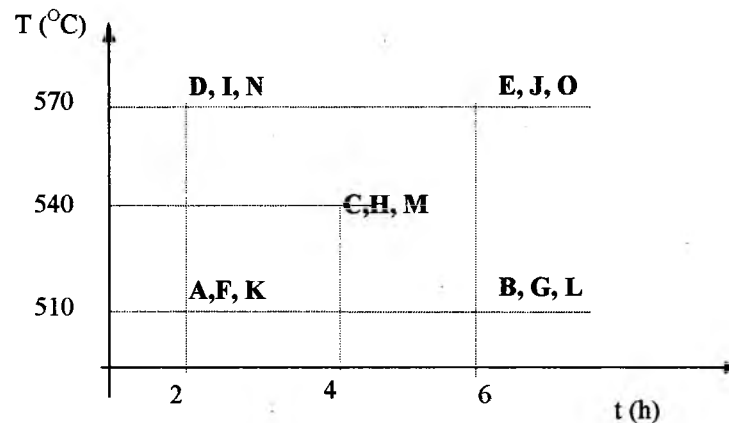 T (°C)
570
D, I, N
E, J, O
540
C,H, M
510
A,F, K
B, G, L
2
4
6
t (h)